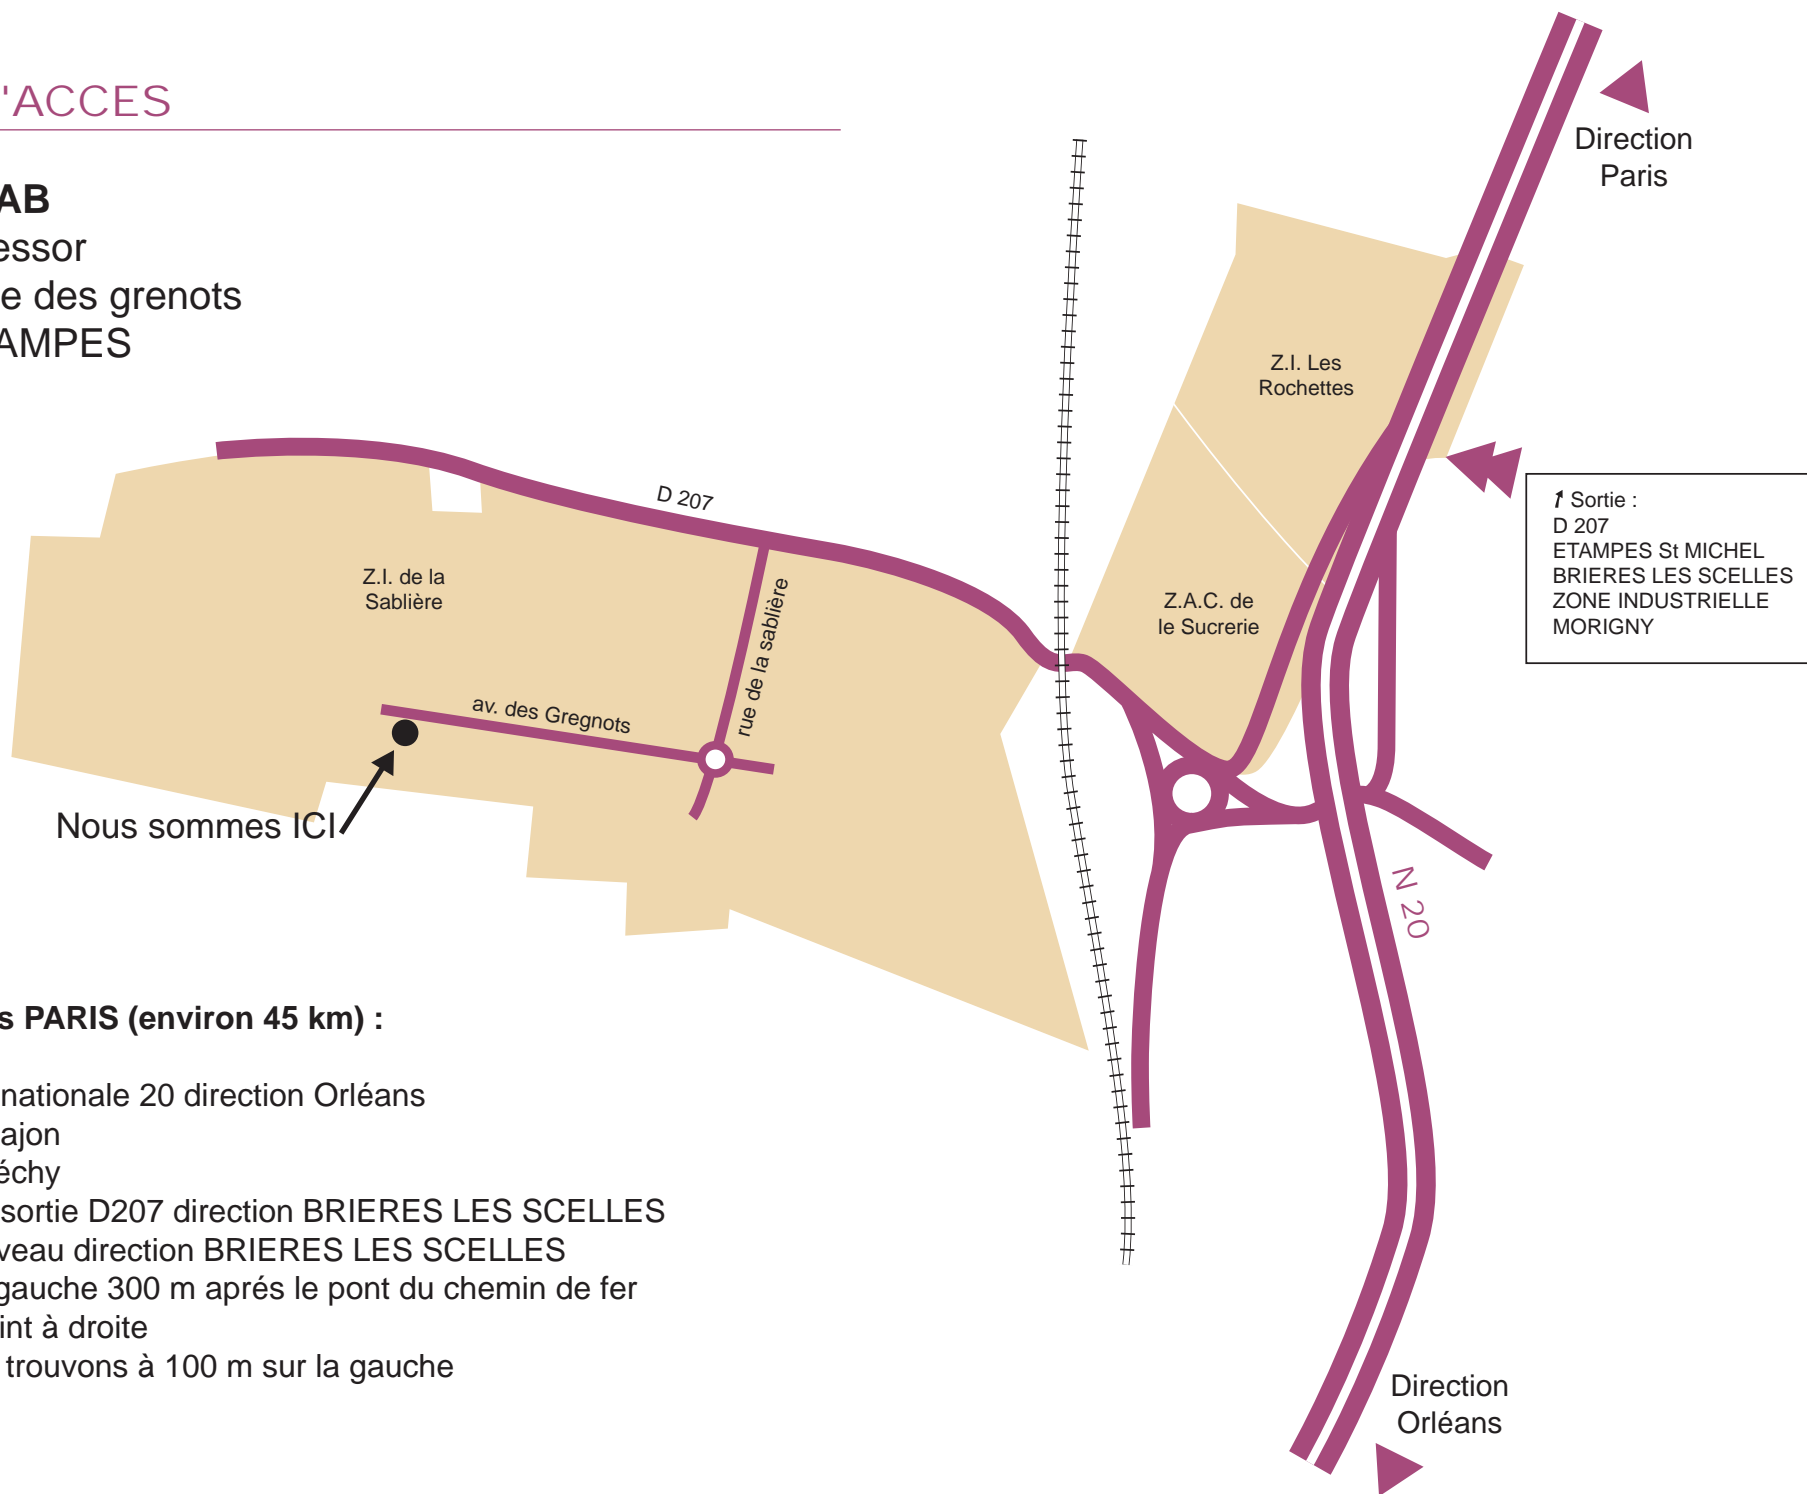 'ACCES
AB
essor
e des grenots
AMPES
Direction
Paris
Z.I. Les
Rochettes
D 207
Sortie :
D 207
ETAMPES St MICHEL
BRIERES LES SCELLES
ZONE INDUSTRIELLE
MORIGNY
Z.I. de la
Sablière
rue de la sablière
Z.A.C. de
le Sucrerie
av. des Gregnots
Nous sommes ICI
N 20
s PARIS (environ 45 km) :
nationale 20 direction Orléans
ajon
échy
sortie D207 direction BRIERES LES SCELLES
veau direction BRIERES LES SCELLES
gauche 300 m aprés le pont du chemin de fer
int à droite
trouvons à 100 m sur la gauche
Direction
Orléans